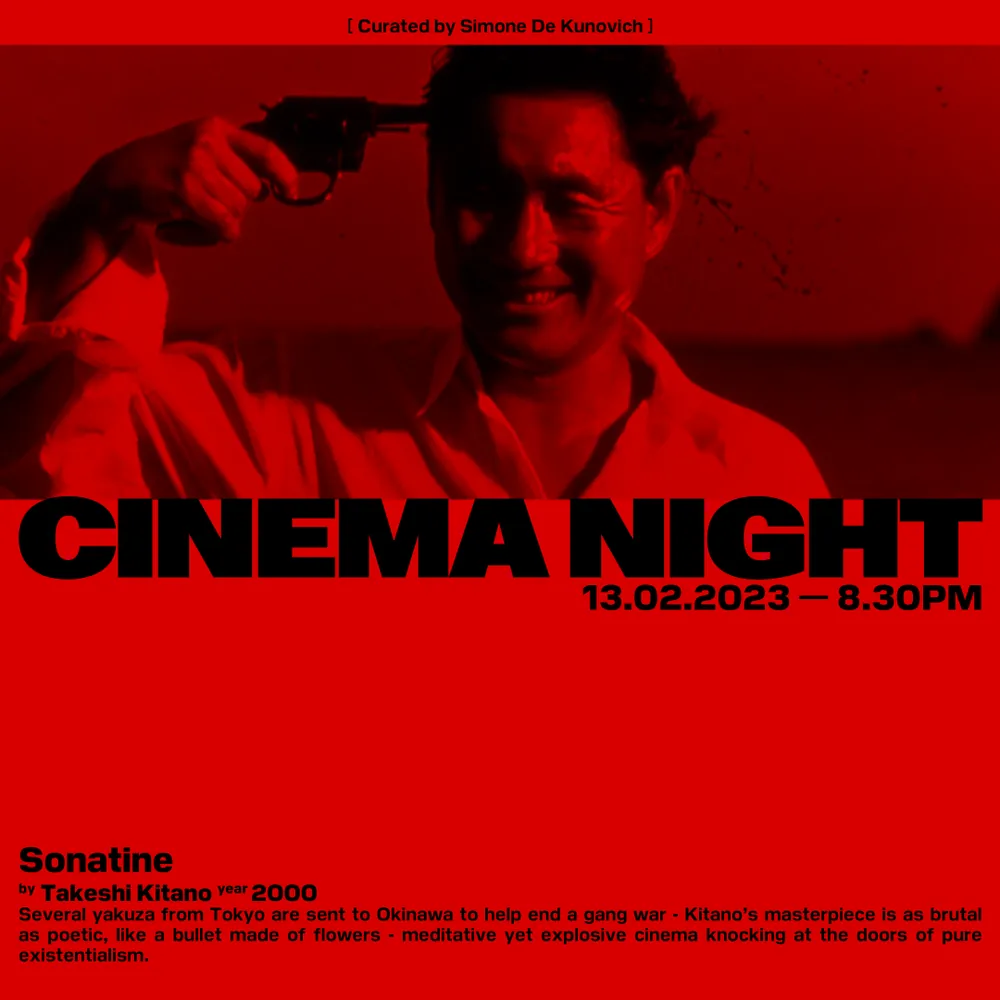 [ Curated by Simone De Kunovich ]
CINEMA NIGHT
13.02.2023 — 8.30PM
Sonatine
by Takeshi Kitano year 2000
Several yakuza from Tokyo are sent to Okinawa to help end a gang war - Kitano's masterpiece is as brutal
as poetic, like a bullet made of flowers - meditative yet explosive cinema knocking at the doors of pure
existentialism.